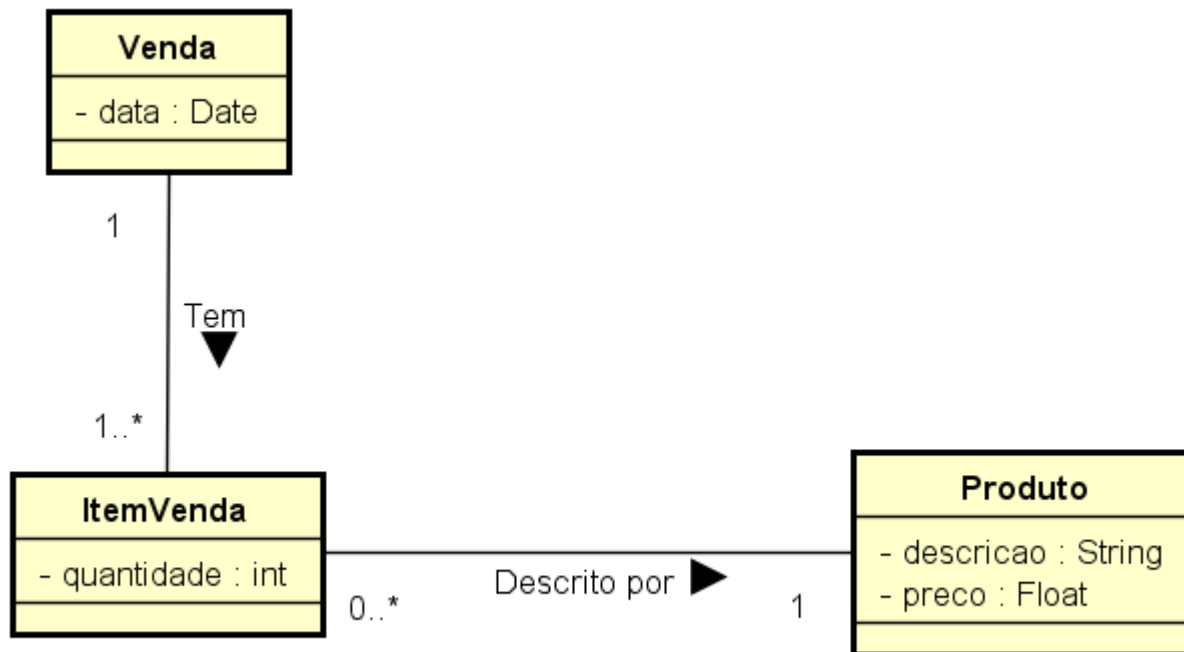 Venda
- data : Date
1
Tem
1..*
ItemVenda
- quantidade : int
0..*
Descrito por
1
Produto
- descricao : String
- preco : Float